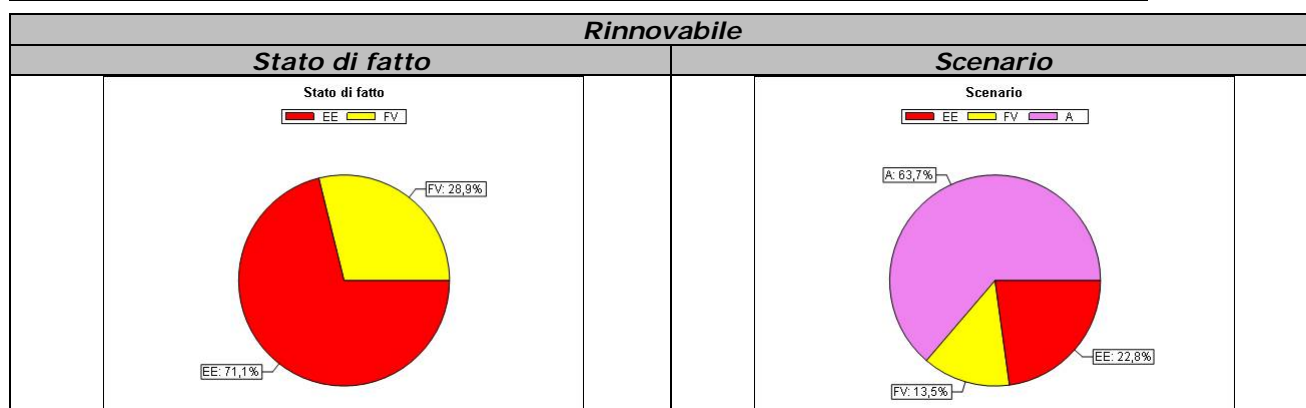 Rinnovabile
Stato di fatto
Scenario
Stato di fatto
EE FV
FV: 28,9%
EE: 71,1%
Scenario
EE FV A
A: 63,7%
EE: 22,8%
FV: 13,5%